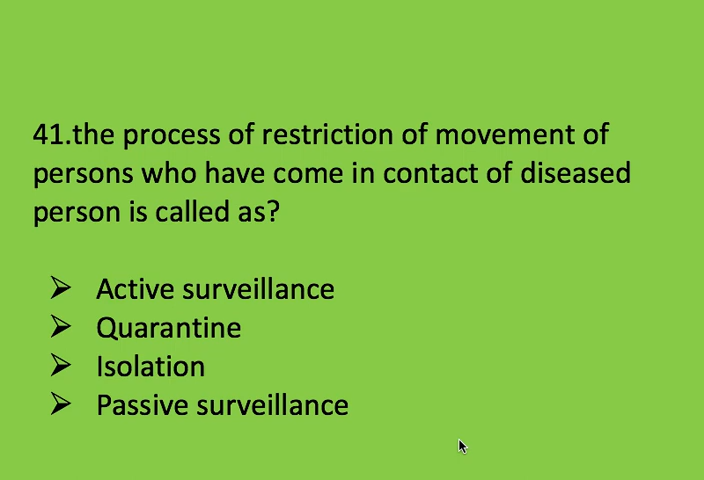 41.the process of restriction of movement of
persons who have come in contact of diseased
person is called as?
➢ Active surveillance
➢ Quarantine
➢ Isolation
➢ Passive surveillance